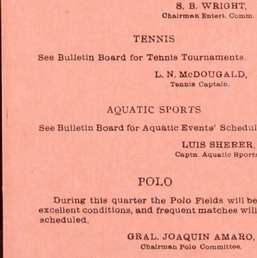 S. B. WRIGHT,
Chairman Entert. Comm.
TENNIS
See Bulletin Board for Tennis Tournaments.
L. N. McDOUGALD,
Tennis Captain.
AQUATIC SPORTS
See Bulletin Board for Aquatic Events' Schedul
LUIS SHERER,
Captn. Aquatic Sports
POLO
During this quarter the Polo Fields will be
excellent conditions, and frequent matches will
scheduled.
GRAL. JOAQUIN AMARO,
Chairman Polo Committee.